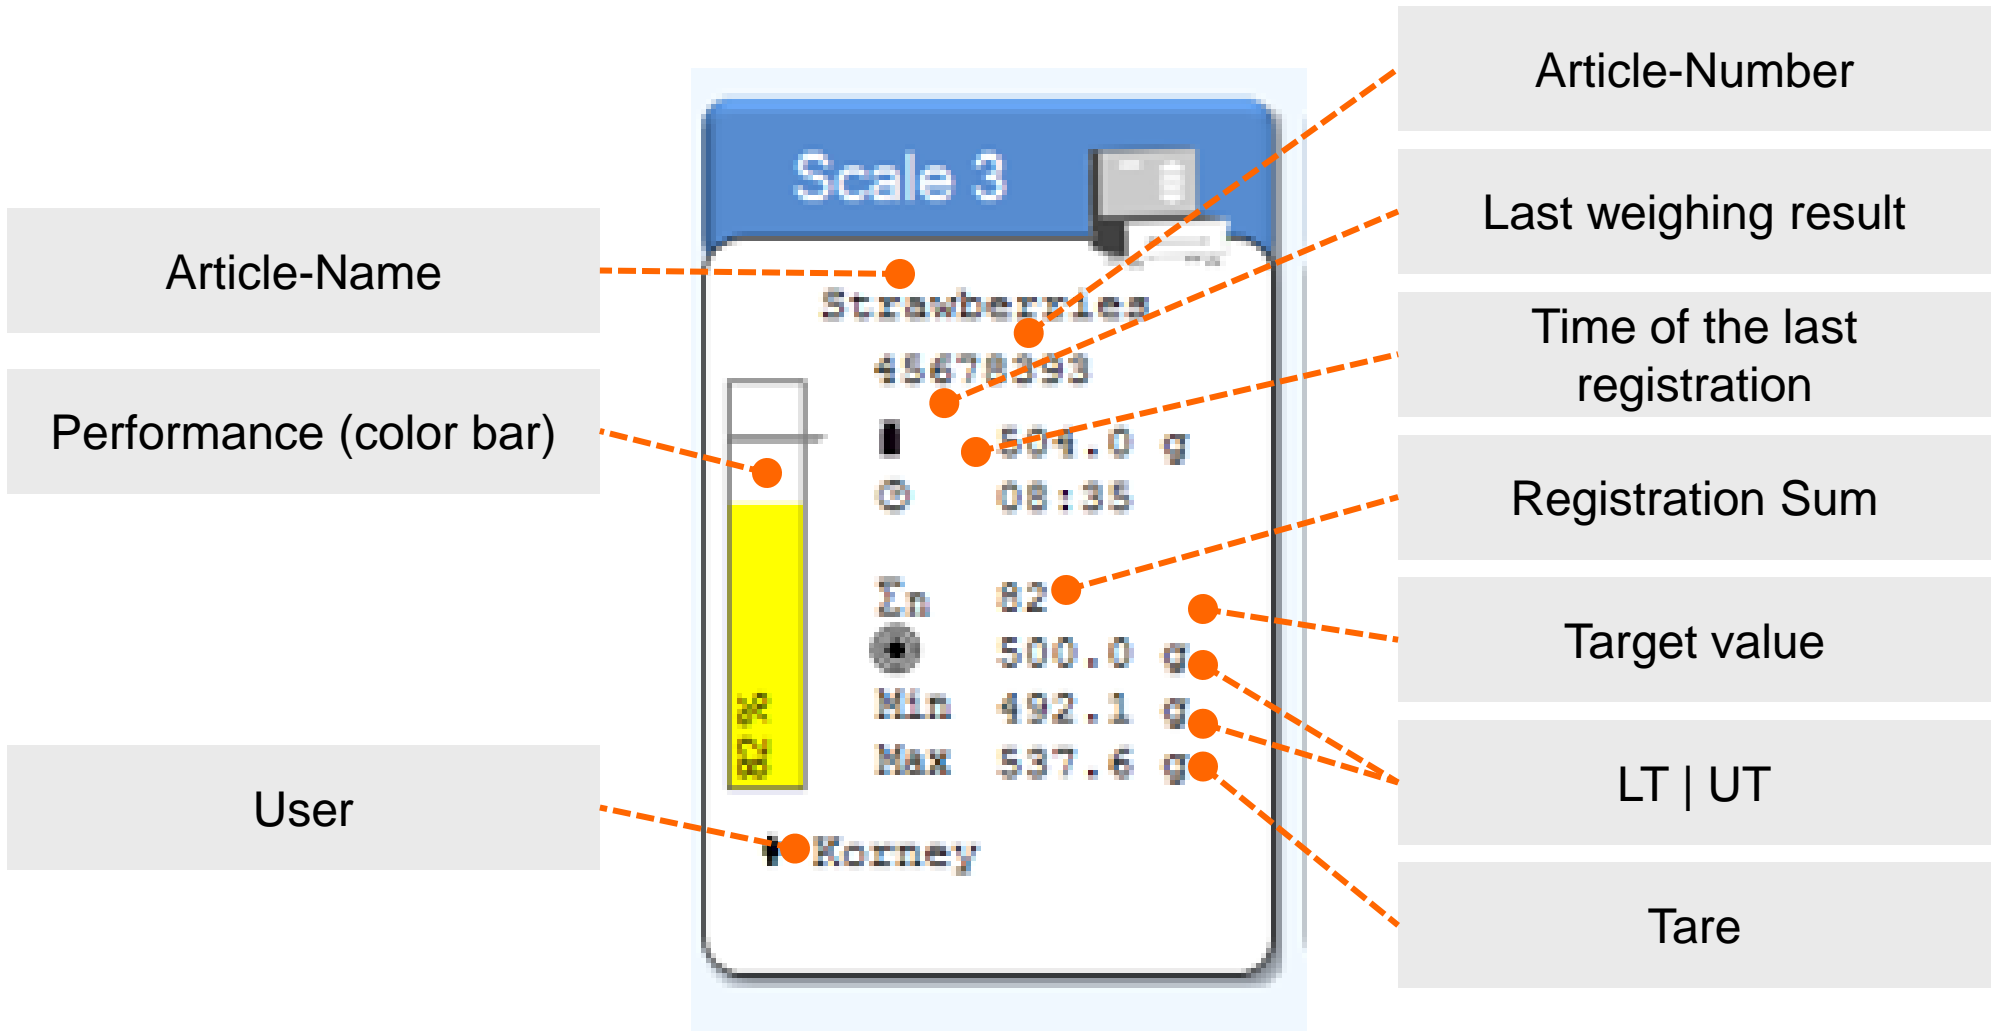 Article-Number
Scale 3
Last weighing result
Article-Name
Strawberries
Time of the last
registration
45678393
Performance (color bar)
504.0 g
08:35
Registration Sum
Σn 82
500.0 g
Target value
Min 492.1 g
Max 537.6 g
82 %
LT | UT
User
Korney
Tare